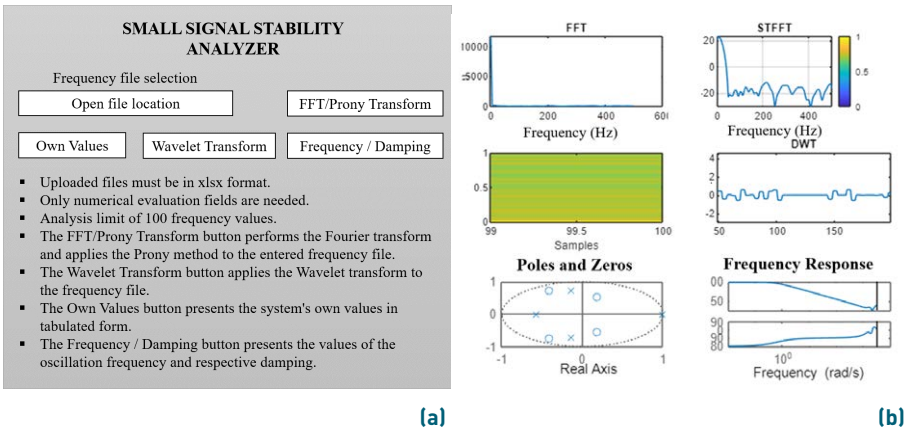 SMALL SIGNAL STABILITY
ANALYZER
Frequency file selection
Open file location
FFT/Prony Transform
Own Values
Wavelet Transform
Frequency / Damping
▪ Uploaded files must be in xlsx format.
▪ Only numerical evaluation fields are needed.
▪ Analysis limit of 100 frequency values.
▪ The FFT/Prony Transform button performs the Fourier transform
and applies the Prony method to the entered frequency file.
▪ The Wavelet Transform button applies the Wavelet transform to
the frequency file.
▪ The Own Values button presents the system's own values in
tabulated form.
▪ The Frequency / Damping button presents the values of the
oscillation frequency and respective damping.
(a)
FFT
10000
5000
0
0 200 400 60
Frequency (Hz)
STFFT
20
0
-20
0 200 400
1
0.5
0
Frequency (Hz)
1
0.5
0
99 99.5 100
Samples
DWT
4
2
0
-2
50 100 150
Poles and Zeros
1
0
-1
-1 0 1
Real Axis
Frequency Response
00
50
90
90
80
10⁰
Frequency (rad/s)
(b)